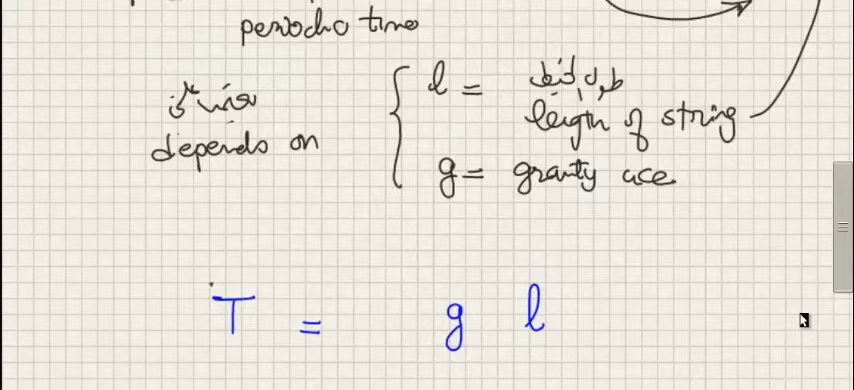 periodic time
l =
depends on
length of string
g = gravity acc
T = g l